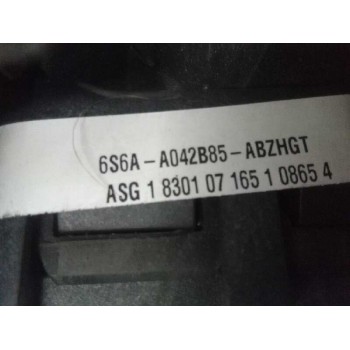 6S6A-A042B85-ABZHGT
ASG 1 8301 07 165 1 0865 4